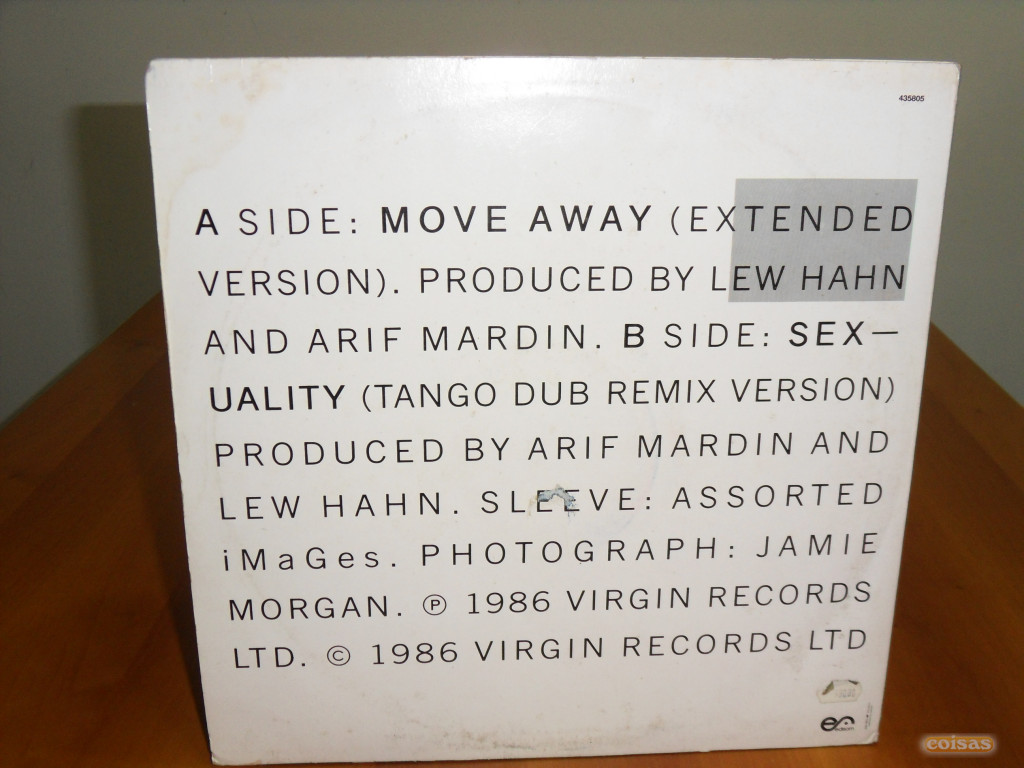 435805
A SIDE: MOVE AWAY (EXTENDED
VERSION). PRODUCED BY LEW HAHN
AND ARIF MARDIN. B SIDE: SEX—
UALITY (TANGO DUB REMIX VERSION)
PRODUCED BY ARIF MARDIN AND
LEW HAHN. SLEEVE: ASSORTED
iMaGes. PHOTOGRAPH: JAMIE
MORGAN. ℗ 1986 VIRGIN RECORDS
LTD. © 1986 VIRGIN RECORDS LTD
coisas